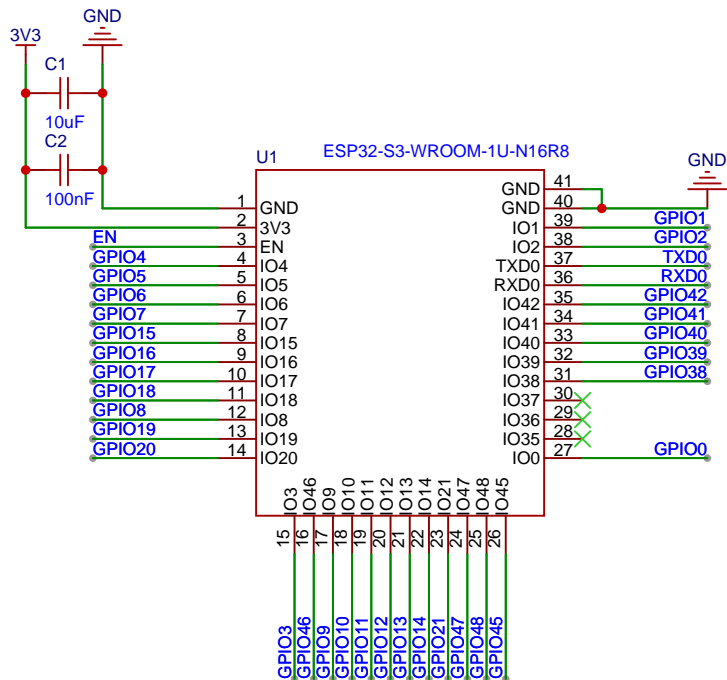 GND
3V3
C1
10uF
C2
100nF
U1
ESP32-S3-WROOM-1U-N16R8
GND
1 GND
2 3V3
EN 3 EN
GPIO4 4 IO4
GPIO5 5 IO5
GPIO6 6 IO6
GPIO7 7 IO7
GPIO15 8 IO15
GPIO16 9 IO16
GPIO17 10 IO17
GPIO18 11 IO18
GPIO8 12 IO8
GPIO19 13 IO19
GPIO20 14 IO20
GND 41
GND 40
IO1 39 GPIO1
IO2 38 GPIO2
TXD0 37 TXD0
RXD0 36 RXD0
IO42 35 GPIO42
IO41 34 GPIO41
IO40 33 GPIO40
IO39 32 GPIO39
IO38 31 GPIO38
IO37 30
IO36 29
IO35 28
IO0 27 GPIO0
IO3 15 GPIO3
IO46 16 GPIO46
IO9 17 GPIO9
IO10 18 GPIO10
IO11 19 GPIO11
IO12 20 GPIO12
IO13 21 GPIO13
IO14 22 GPIO14
IO21 23 GPIO21
IO47 24 GPIO47
IO48 25 GPIO48
IO45 26 GPIO45